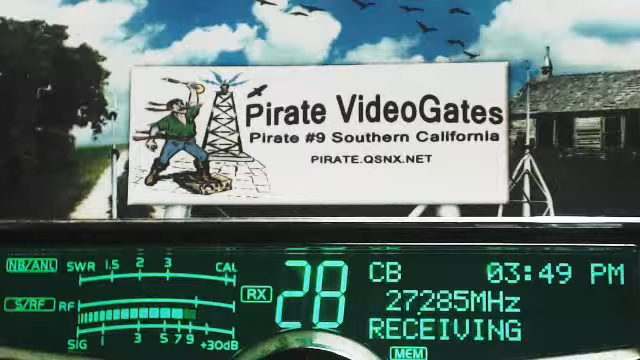 Pirate VideoGates
Pirate #9 Southern California
PIRATE.QSNX.NET
NB/ANL SWR 1.5 2 3 CAL
S/RF RF
SIG 1 3 5 7 9 +30dB
RX 28
CB 03:49 PM
27285MHz
RECEIVING
MEM